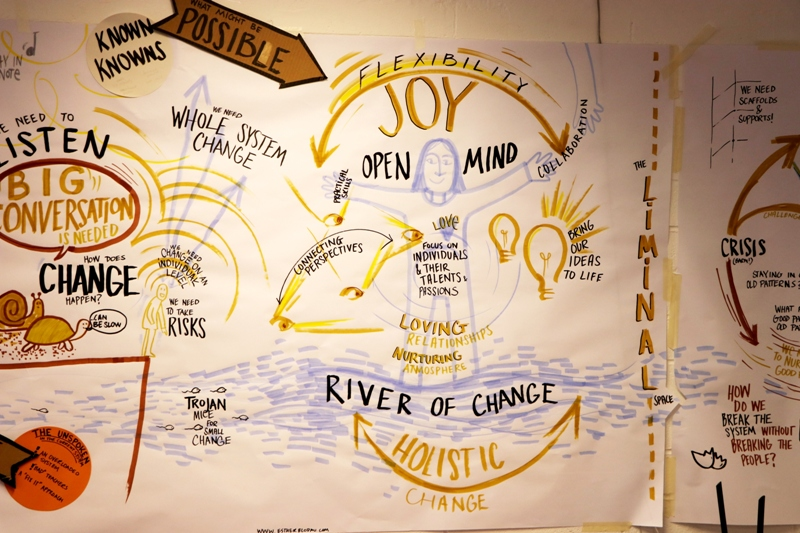 WHAT MIGHT BE
POSSIBLE
KNOWN
KNOWNS
NEED TO
LISTEN
BIG
CONVERSATION
IS NEEDED
HOW DOES
CHANGE
HAPPEN?
CAN
BE SLOW
WE NEED
WHOLE SYSTEM
CHANGE
WE NEED
CHANGE ON AN
INDIVIDUAL
LEVEL
WE NEED
TO TAKE
RISKS
TROJAN
MICE
FOR
SMALL
CHANGE
THE UNSPOKEN
FLEXIBILITY
JOY
OPEN MIND
COLLABORATION
PRACTICAL
SKILLS
CONNECTING
PERSPECTIVES
LOVE
FOCUS ON
INDIVIDUALS
& THEIR
TALENTS &
PASSIONS
BRING
OUR
IDEAS
TO LIFE
LOVING
RELATIONSHIPS
NURTURING
ATMOSPHERE
RIVER OF CHANGE
HOLISTIC
CHANGE
THE
LIMINAL
SPACE
WE NEED
SCAFFOLDS
&
SUPPORTS!
CRISIS
STAYING IN
OLD PATTERNS
HOW
DO WE
BREAK THE
SYSTEM WITHOUT
BREAKING THE
PEOPLE?